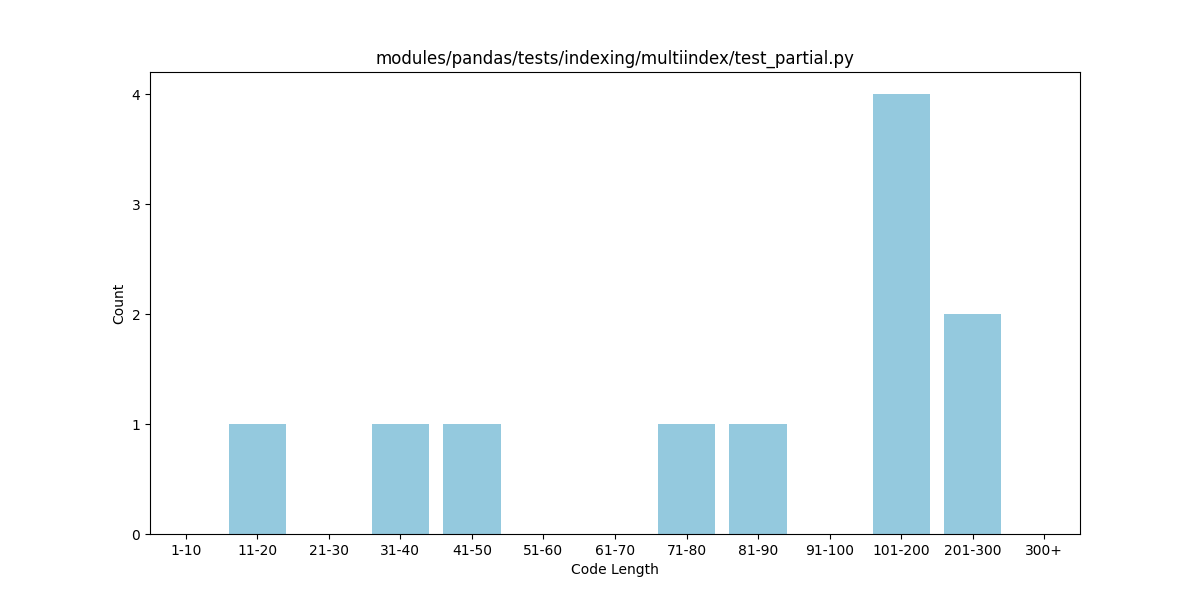 modules/pandas/tests/indexing/multiindex/test_partial.py
Count
4
3
2
1
0
1-10 11-20 21-30 31-40 41-50 51-60 61-70 71-80 81-90 91-100 101-200 201-300 300+
Code Length